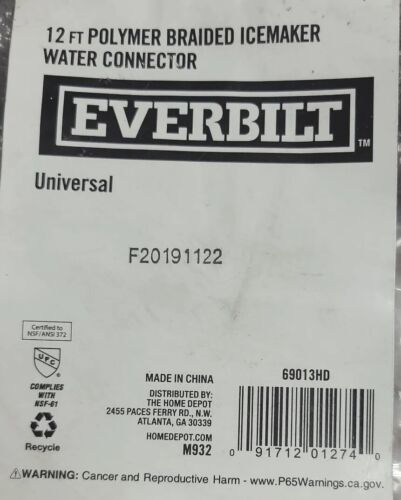 12 FT POLYMER BRAIDED ICEMAKER
WATER CONNECTOR
EVERBILT TM
Universal
F20191122
Certified to
NSF/ANSI 372
UPC
COMPLIES
WITH
NSF-61
Recycle
MADE IN CHINA
DISTRIBUTED BY:
THE HOME DEPOT
2455 PACES FERRY RD., N.W.
ATLANTA, GA 30339
HOMEDEPOT.COM
M932
69013HD
0 91712 01274 0
WARNING: Cancer and Reproductive Harm - www.P65Warnings.ca.gov.